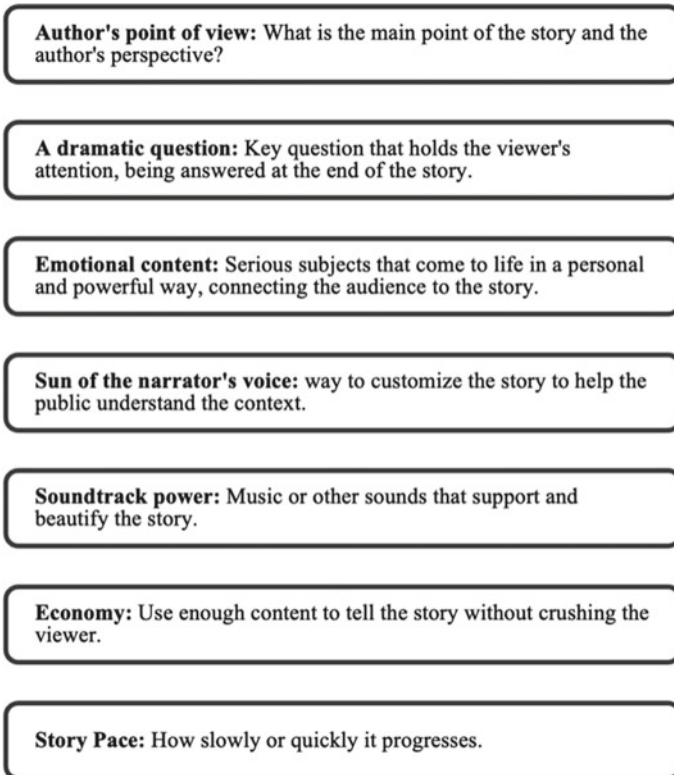 Author's point of view: What is the main point of the story and the
author's perspective?
A dramatic question: Key question that holds the viewer's
attention, being answered at the end of the story.
Emotional content: Serious subjects that come to life in a personal
and powerful way, connecting the audience to the story.
Sun of the narrator's voice: way to customize the story to help the
public understand the context.
Soundtrack power: Music or other sounds that support and
beautify the story.
Economy: Use enough content to tell the story without crushing the
viewer.
Story Pace: How slowly or quickly it progresses.